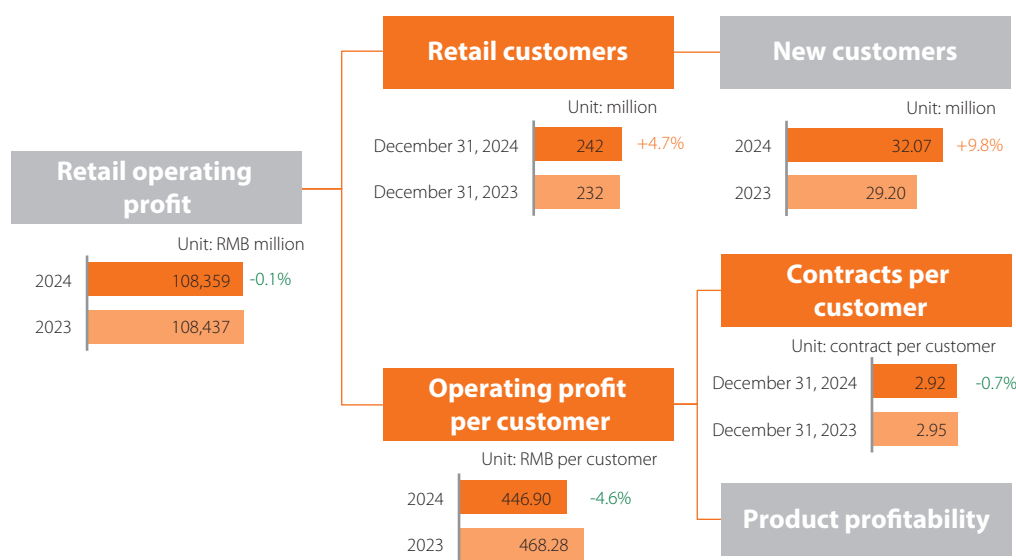 Retail customers
New customers
Unit: million
December 31, 2024 242 +4.7%
December 31, 2023 232
Unit: million
2024 32.07 +9.8%
2023 29.20
Retail operating
profit
Unit: RMB million
2024 108,359 -0.1%
2023 108,437
Contracts per
customer
Unit: contract per customer
December 31, 2024 2.92 -0.7%
December 31, 2023 2.95
Operating profit
per customer
Unit: RMB per customer
2024 446.90 -4.6%
2023 468.28
Product profitability